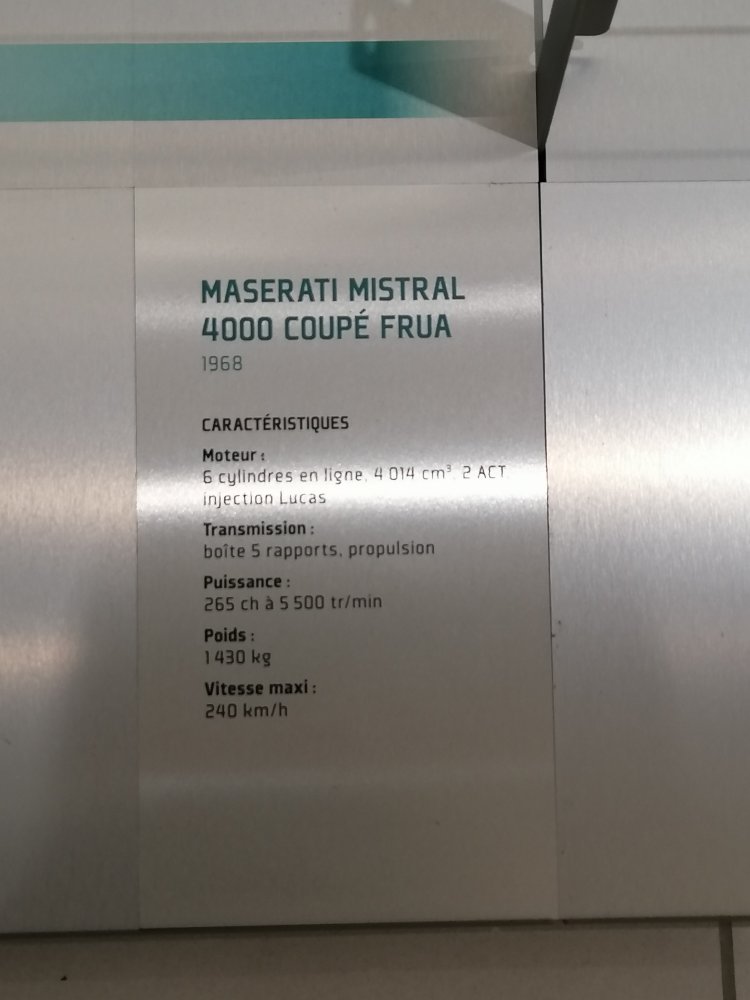 MASERATI MISTRAL
4000 COUPÉ FRUA
1968
CARACTÉRISTIQUES
Moteur :
6 cylindres en ligne, 4 014 cm³, 2 ACT
injection Lucas
Transmission :
boîte 5 rapports, propulsion
Puissance :
265 ch à 5 500 tr/min
Poids :
1 430 kg
Vitesse maxi :
240 km/h